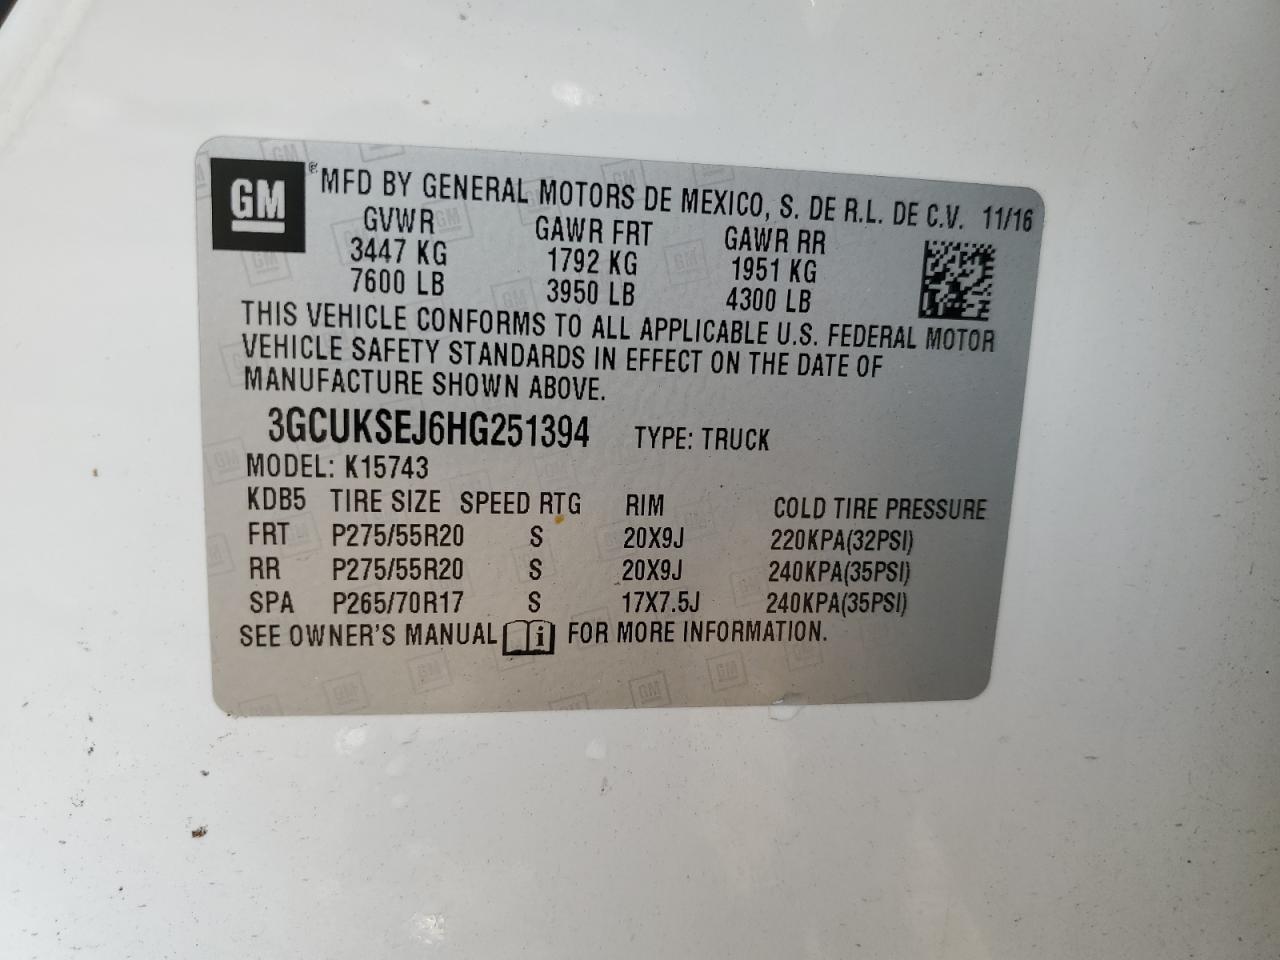 GM ® MFD BY GENERAL MOTORS DE MEXICO, S. DE R.L. DE C.V. 11/16
GVWR GAWR FRT GAWR RR
3447 KG 1792 KG 1951 KG
7600 LB 3950 LB 4300 LB
THIS VEHICLE CONFORMS TO ALL APPLICABLE U.S. FEDERAL MOTOR
VEHICLE SAFETY STANDARDS IN EFFECT ON THE DATE OF
MANUFACTURE SHOWN ABOVE.
3GCUKSEJ6HG251394 TYPE: TRUCK
MODEL: K15743
KDB5 TIRE SIZE SPEED RTG RIM COLD TIRE PRESSURE
FRT P275/55R20 S 20X9J 220KPA(32PSI)
RR P275/55R20 S 20X9J 240KPA(35PSI)
SPA P265/70R17 S 17X7.5J 240KPA(35PSI)
SEE OWNER'S MANUAL i FOR MORE INFORMATION.